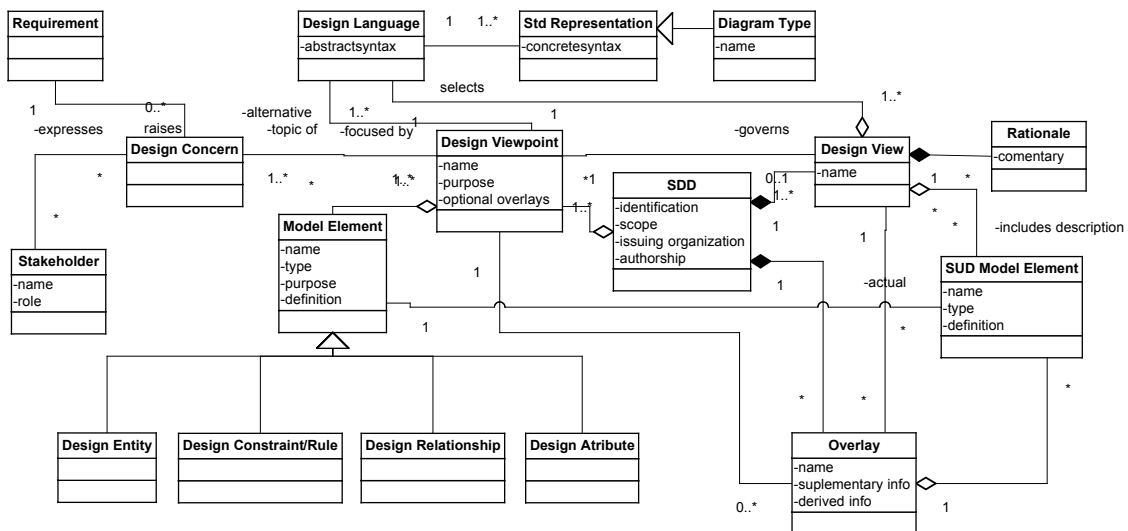 Requirement
Design Language
-abstractsyntax
1
1..*
Std Representation
-concretesyntax
Diagram Type
-name
selects
1
0..*
-alternative
1..*
1
1
1..*
-expresses
raises
-topic of
-focused by
-governs
Design Concern
Design Viewpoint
-name
-purpose
-optional overlays
Design View
-name
Rationale
-comentary
*
1..*
*
1..*
*1
0..1
1
*
SDD
-identification
-scope
-issuing organization
-authorship
1..*
1..*
*
Model Element
-name
-type
-purpose
-definition
*
*
1
1
-includes description
Stakeholder
-name
-role
1
1
-actual
SUD Model Element
-name
-type
-definition
1
*
*
*
*
Design Entity
Design Constraint/Rule
Design Relationship
Design Atribute
Overlay
-name
-suplementary info
-derived info
0..*
1